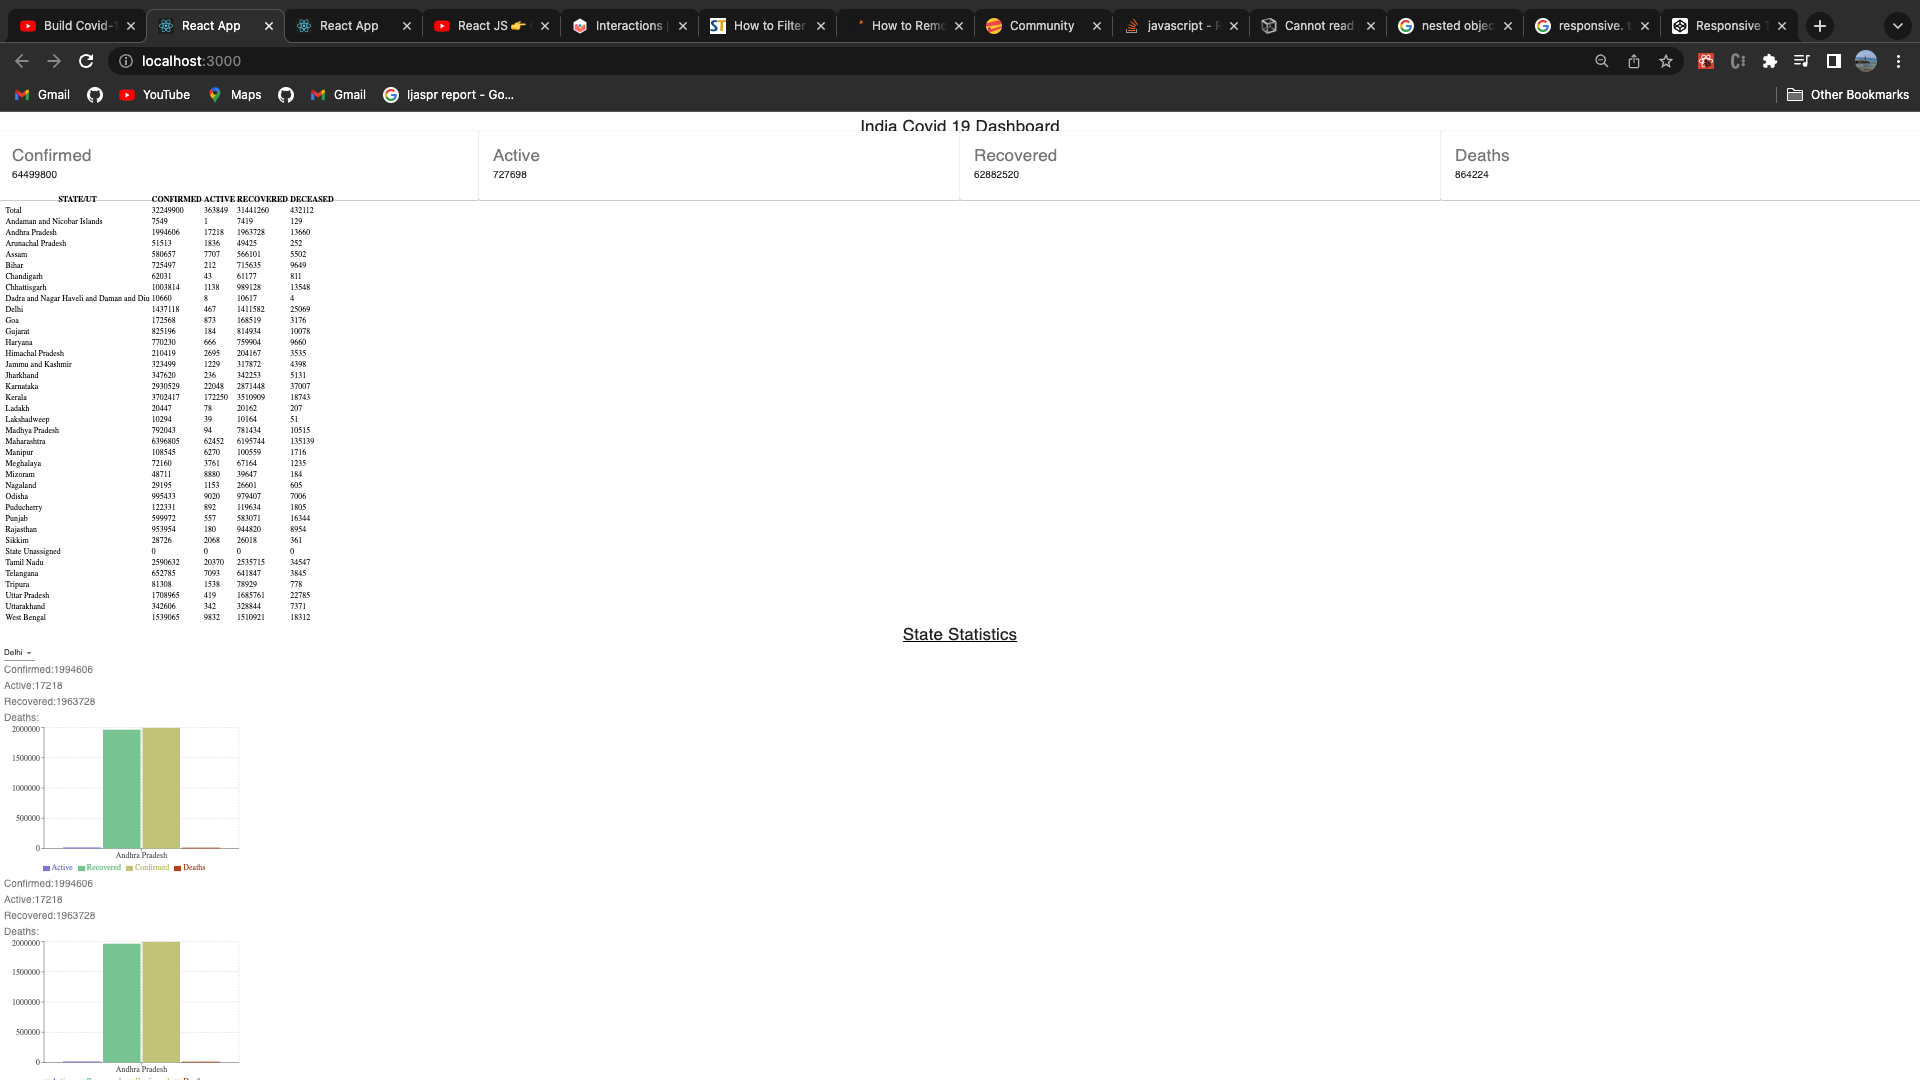 Build Covid-1
React App
React App
React JS 👉
Interactions
How to Filter
How to Remo
Community
javascript - F
Cannot read
nested objec
responsive. t
Responsive T
localhost:3000
Gmail
YouTube
Maps
Gmail
ljaspr report - Go...
Other Bookmarks
India Covid 19 Dashboard
Confirmed
64499800
Active
727698
Recovered
62882520
Deaths
864224
STATE/UT CONFIRMED ACTIVE RECOVERED DECEASED
Total 32249900 363849 31441260 432112
Andaman and Nicobar Islands 7549 1 7419 129
Andhra Pradesh 1994606 17218 1963728 13660
Arunachal Pradesh 51513 1836 49425 252
Assam 580657 7707 566101 5502
Bihar 725497 212 715635 9649
Chandigarh 62031 43 61177 811
Chhattisgarh 1003814 1138 989128 13548
Dadra and Nagar Haveli and Daman and Diu 10660 8 10617 4
Delhi 1437118 467 1411582 25069
Goa 172568 873 168519 3176
Gujarat 825196 184 814934 10078
Haryana 770230 666 759904 9660
Himachal Pradesh 210419 2695 204167 3535
Jammu and Kashmir 323499 1229 317872 4398
Jharkhand 347620 236 342253 5131
Karnataka 2930529 22048 2871448 37007
Kerala 3702417 172250 3510909 18743
Ladakh 20447 78 20162 207
Lakshadweep 10294 39 10164 51
Madhya Pradesh 792043 94 781434 10515
Maharashtra 6396805 62452 6195744 135139
Manipur 108545 6270 100559 1716
Meghalaya 72160 3761 67164 1235
Mizoram 48711 8880 39647 184
Nagaland 29195 1153 26601 605
Odisha 995433 9020 979407 7006
Puducherry 122331 892 119634 1805
Punjab 599972 557 583071 16344
Rajasthan 953954 180 944820 8954
Sikkim 28726 2068 26018 361
State Unassigned 0 0 0 0
Tamil Nadu 2590632 20370 2535715 34547
Telangana 652785 7093 641847 3845
Tripura 81308 1538 78929 778
Uttar Pradesh 1708965 419 1685761 22785
Uttarakhand 342606 342 328844 7371
West Bengal 1539065 9832 1510921 18312
State Statistics
Delhi
Confirmed:1994606
Active:17218
Recovered:1963728
Deaths:
2000000
1500000
1000000
500000
0
Andhra Pradesh
Active Recovered Confirmed Deaths
Confirmed:1994606
Active:17218
Recovered:1963728
Deaths:
2000000
1500000
1000000
500000
0
Andhra Pradesh